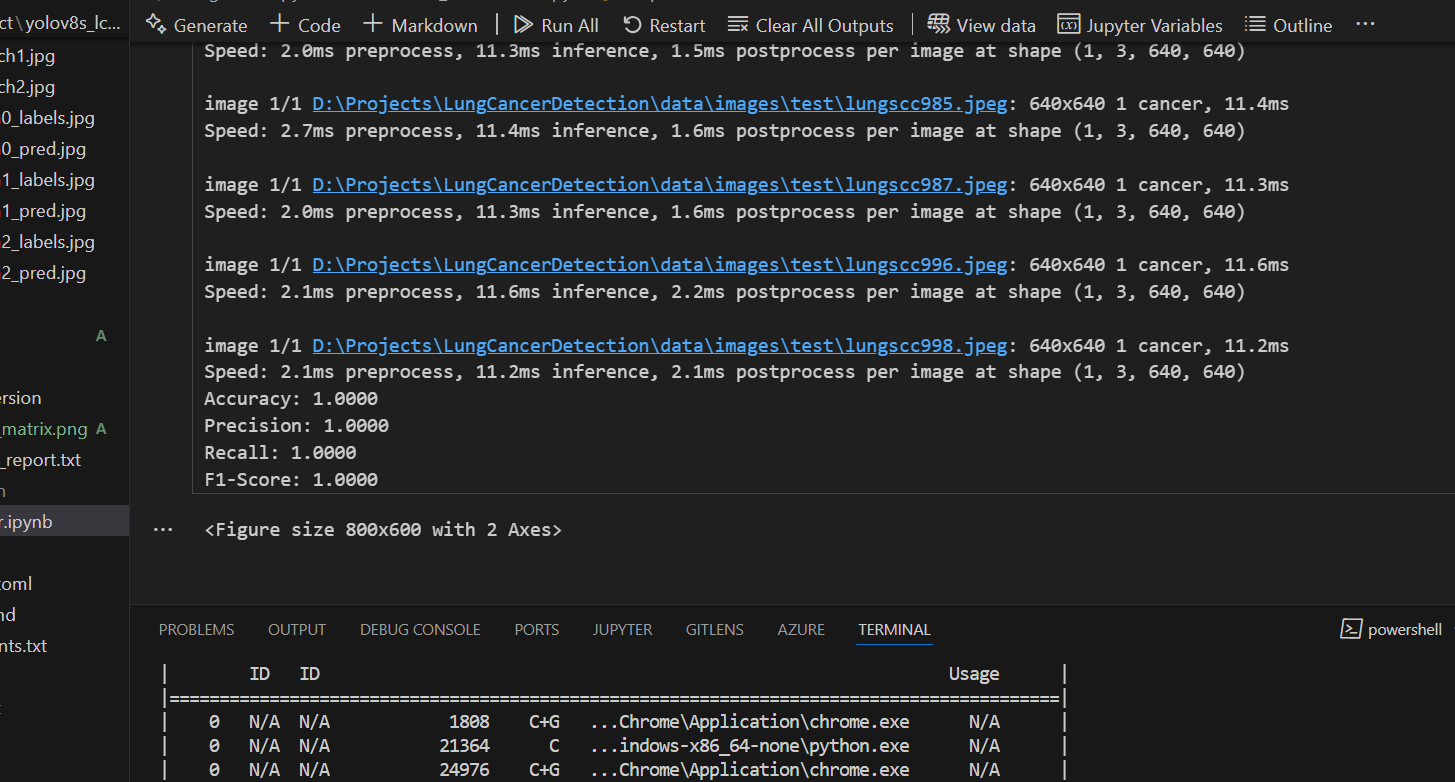 ct\yolov8s_lc...
Generate + Code + Markdown | Run All Restart Clear All Outputs | View data Jupyter Variables Outline ...
ch1.jpg
ch2.jpg
0_labels.jpg
0_pred.jpg
1_labels.jpg
1_pred.jpg
2_labels.jpg
2_pred.jpg
A
ersion
_matrix.png A
_report.txt
n
r.ipynb
oml
nd
nts.txt
Speed: 2.0ms preprocess, 11.3ms inference, 1.5ms postprocess per image at shape (1, 3, 640, 640)
image 1/1 D:\Projects\LungCancerDetection\data\images\test\lungscc985.jpeg: 640x640 1 cancer, 11.4ms
Speed: 2.7ms preprocess, 11.4ms inference, 1.6ms postprocess per image at shape (1, 3, 640, 640)
image 1/1 D:\Projects\LungCancerDetection\data\images\test\lungscc987.jpeg: 640x640 1 cancer, 11.3ms
Speed: 2.0ms preprocess, 11.3ms inference, 1.6ms postprocess per image at shape (1, 3, 640, 640)
image 1/1 D:\Projects\LungCancerDetection\data\images\test\lungscc996.jpeg: 640x640 1 cancer, 11.6ms
Speed: 2.1ms preprocess, 11.6ms inference, 2.2ms postprocess per image at shape (1, 3, 640, 640)
image 1/1 D:\Projects\LungCancerDetection\data\images\test\lungscc998.jpeg: 640x640 1 cancer, 11.2ms
Speed: 2.1ms preprocess, 11.2ms inference, 2.1ms postprocess per image at shape (1, 3, 640, 640)
Accuracy: 1.0000
Precision: 1.0000
Recall: 1.0000
F1-Score: 1.0000
... <Figure size 800x600 with 2 Axes>
PROBLEMS OUTPUT DEBUG CONSOLE PORTS JUPYTER GITLENS AZURE TERMINAL powershell
| ID ID Usage |
|=========================================================================================|
| 0 N/A N/A 1808 C+G ...Chrome\Application\chrome.exe N/A |
| 0 N/A N/A 21364 C ...indows-x86_64-none\python.exe N/A |
| 0 N/A N/A 24976 C+G ...Chrome\Application\chrome.exe N/A |